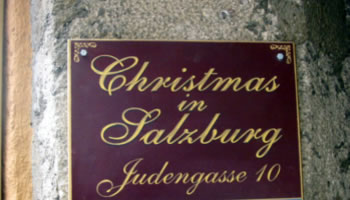 Christmas
in
Salzburg
Judengasse 10